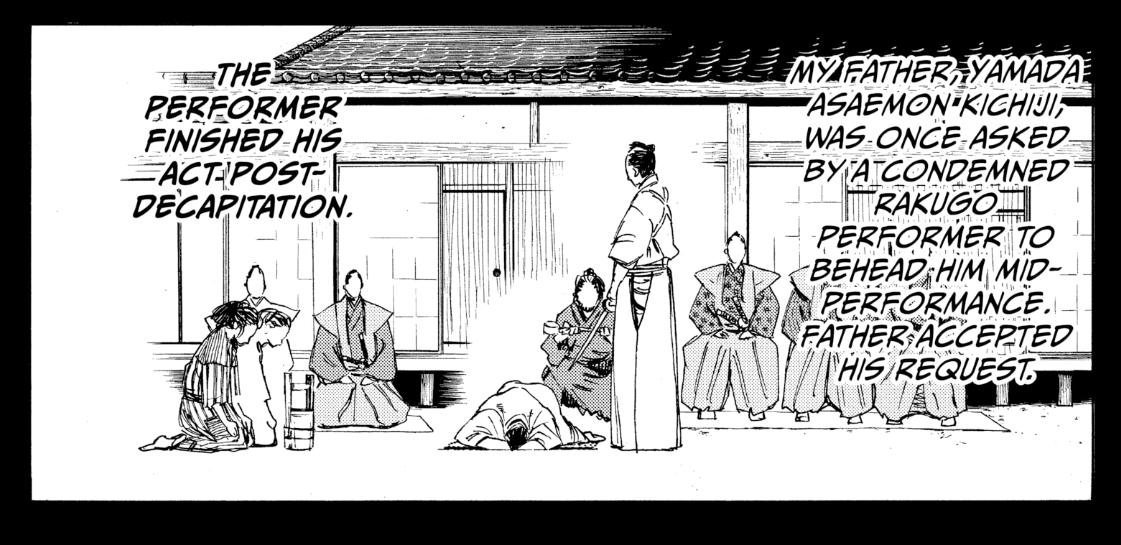 MY FATHER, YAMADA
ASAEMON KICHIJI,
WAS ONCE ASKED
BY A CONDEMNED
RAKUGO
PERFORMER TO
BEHEAD HIM MID-
PERFORMANCE.
FATHER ACCEPTED
HIS REQUEST.
THE
PERFORMER
FINISHED HIS
ACT POST-
DECAPITATION.